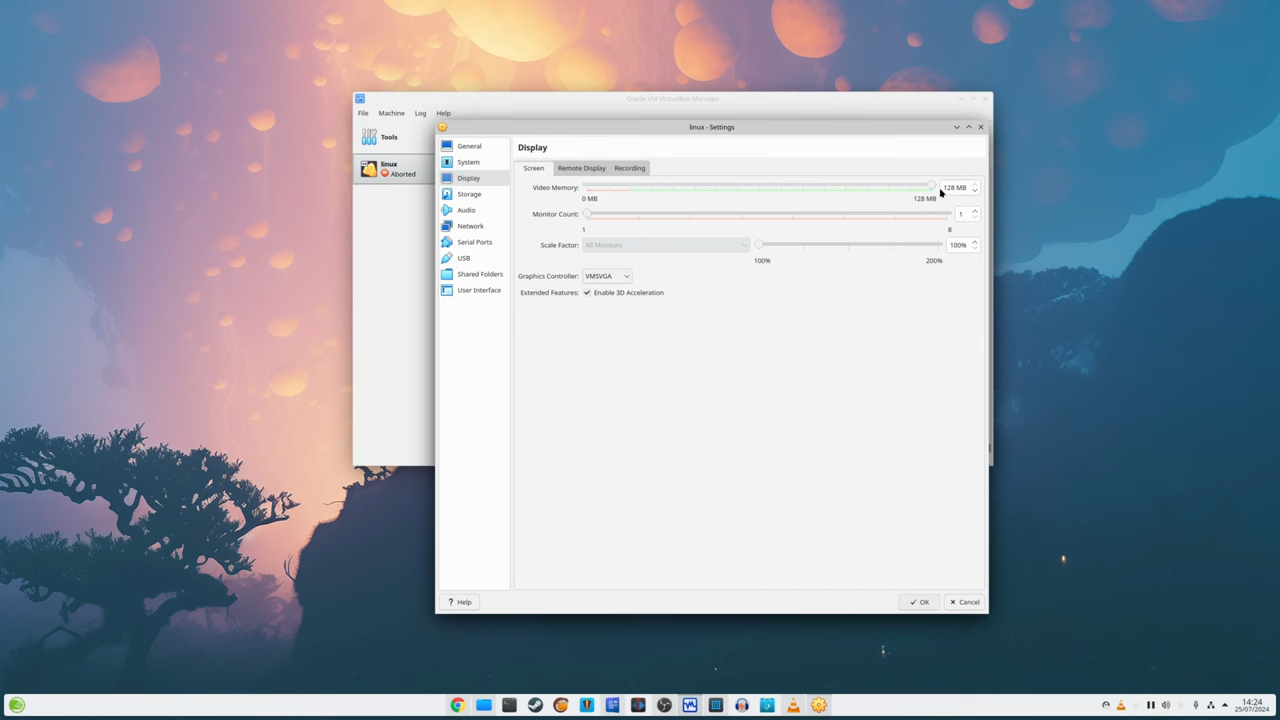 Oracle VM VirtualBox Manager
File Machine Log Help
linux - Settings
Tools
linux
Aborted
General
System
Display
Storage
Audio
Network
Serial Ports
USB
Shared Folders
User Interface
Display
Screen Remote Display Recording
Video Memory: 128 MB
0 MB 128 MB
Monitor Count: 1
1 8
Scale Factor: All Monitors 100%
100% 200%
Graphics Controller: VMSVGA
Extended Features: Enable 3D Acceleration
? Help OK Cancel
14:24
25/07/2024